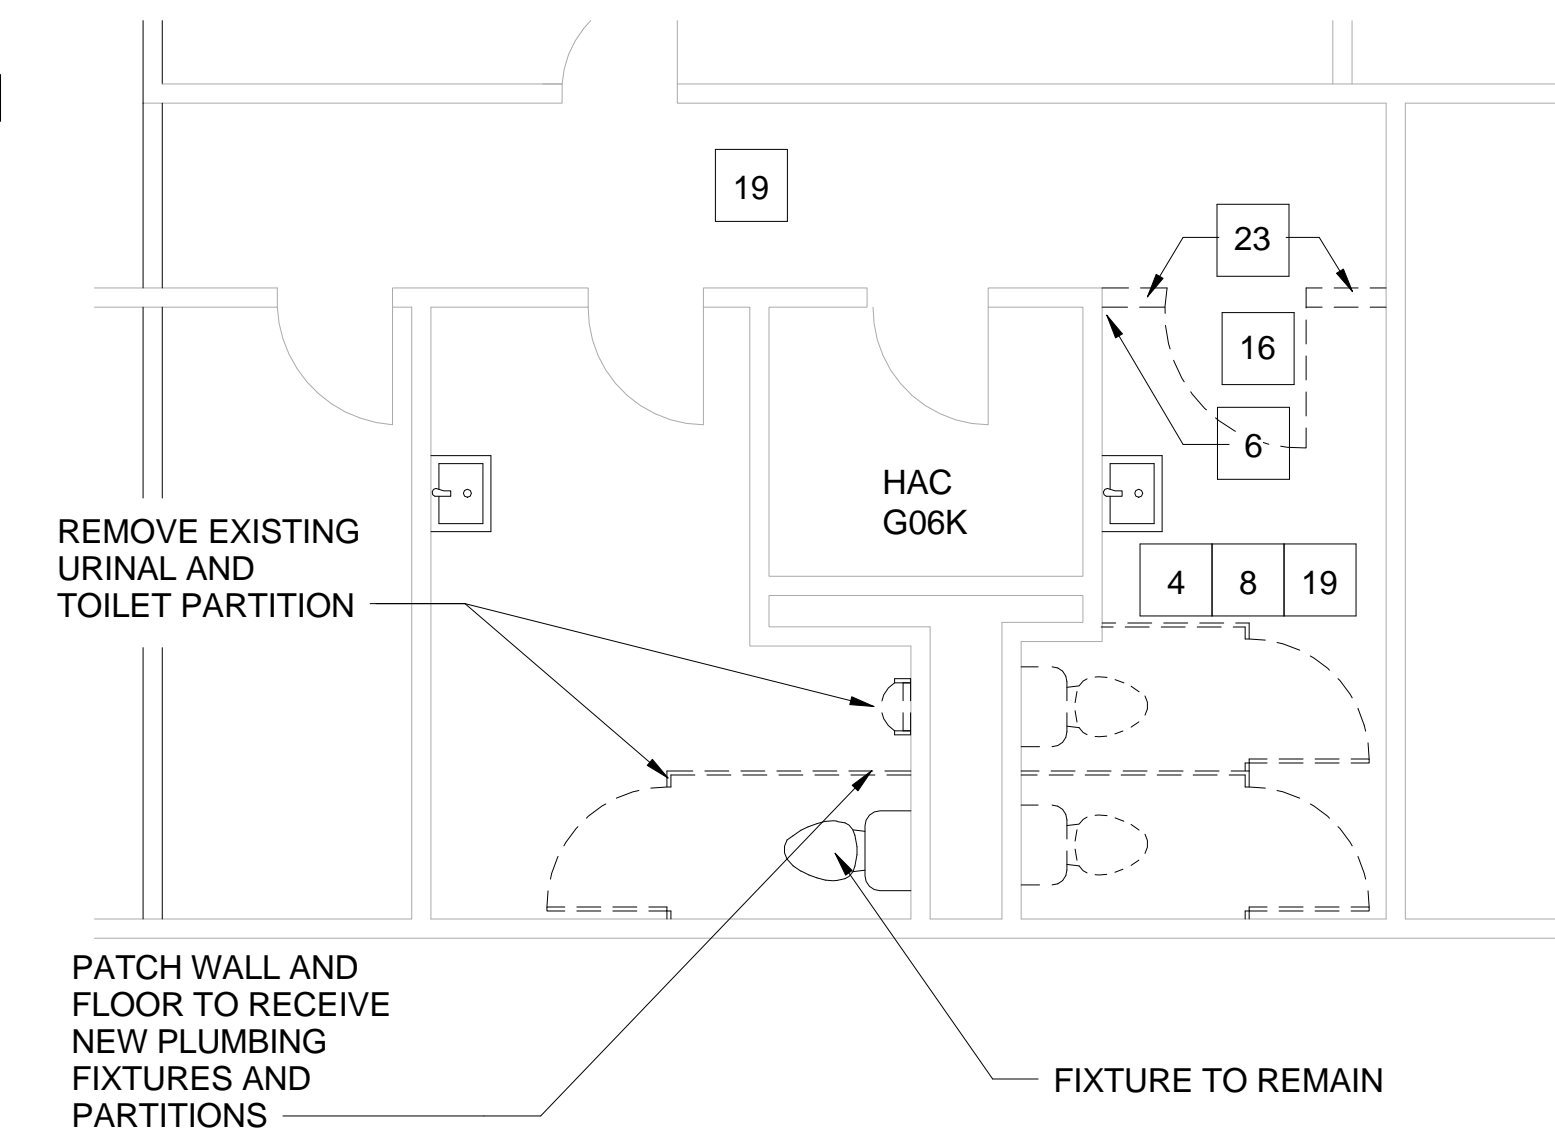 19
23
16
6
HAC
G06K
REMOVE EXISTING
URINAL AND
TOILET PARTITION
4 8 19
PATCH WALL AND
FLOOR TO RECEIVE
NEW PLUMBING
FIXTURES AND
PARTITIONS
FIXTURE TO REMAIN